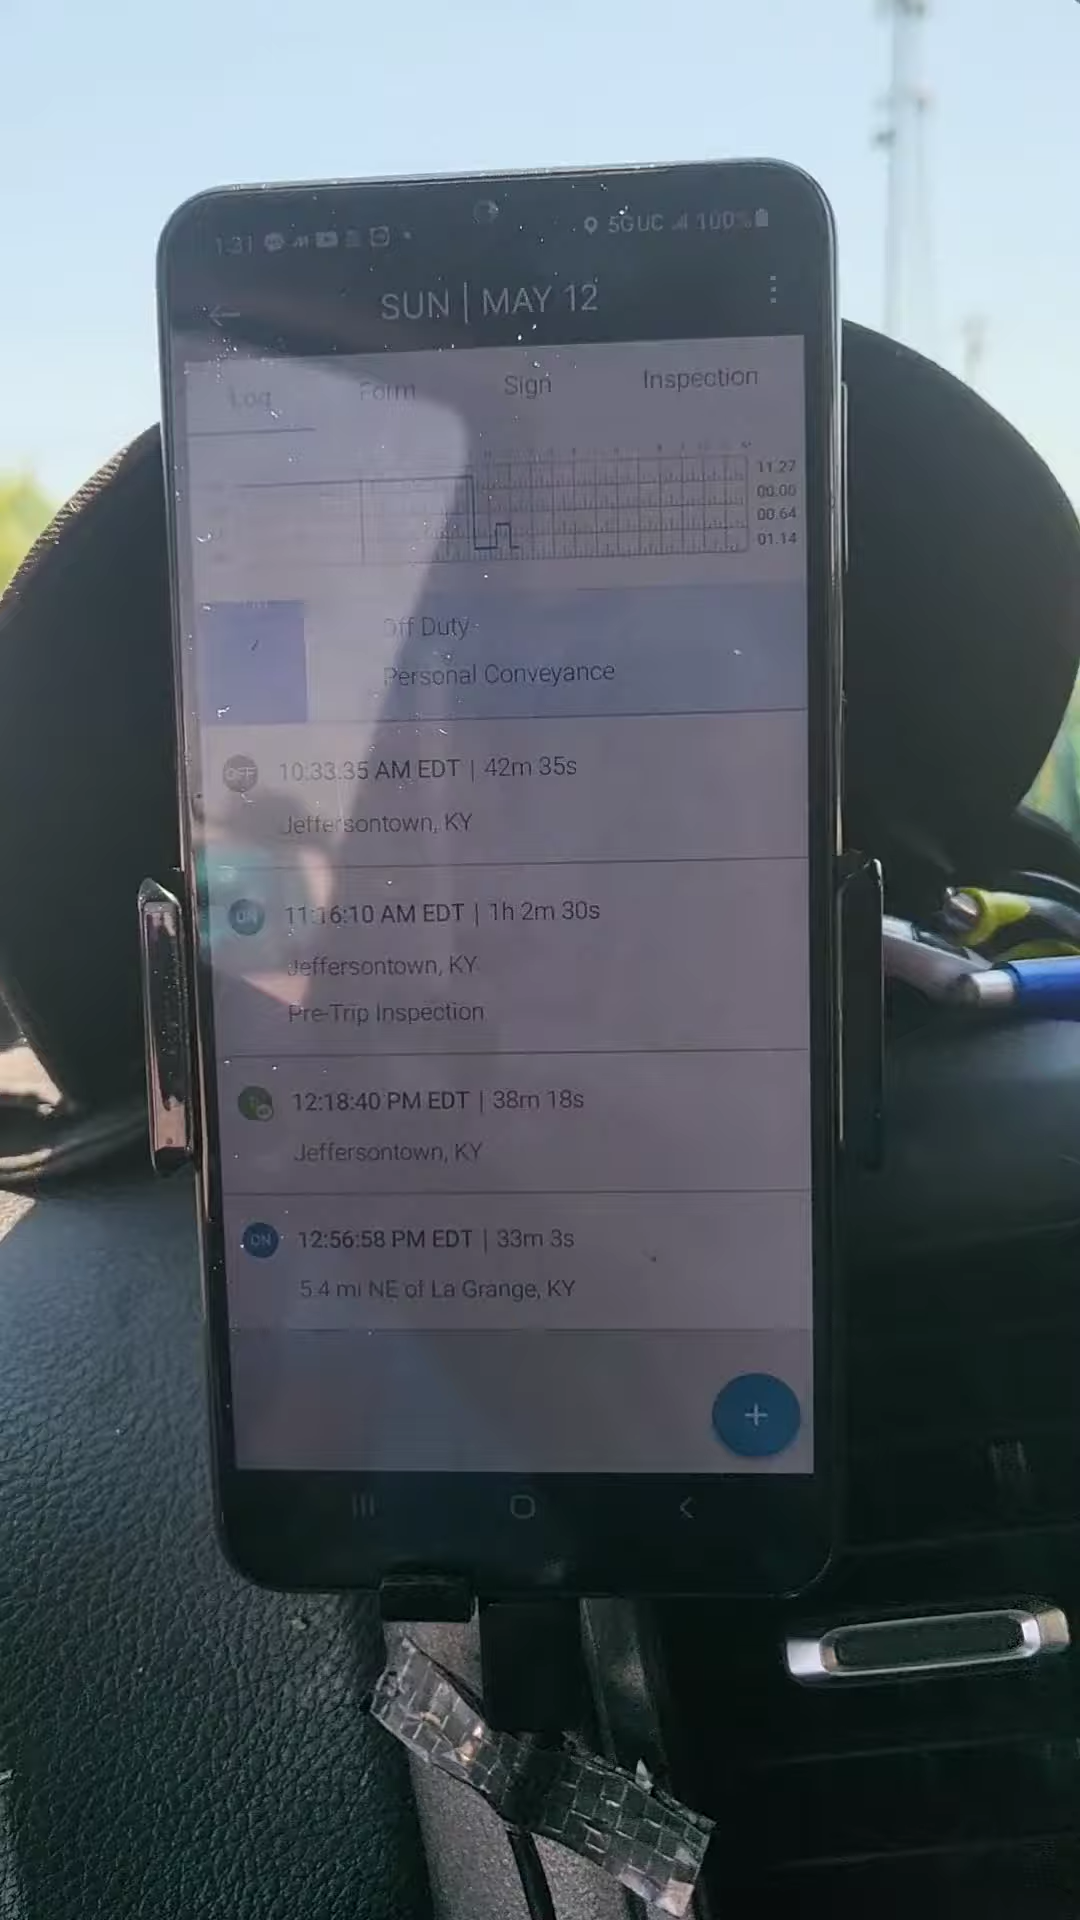 1:31
5GUC 100%
SUN | MAY 12
Log Form Sign Inspection
11.27
00.00
00.64
01.14
Off Duty
Personal Conveyance
OFF 10:33:35 AM EDT | 42m 35s
Jeffersontown, KY
ON 11:16:10 AM EDT | 1h 2m 30s
Jeffersontown, KY
Pre-Trip Inspection
12:18:40 PM EDT | 38m 18s
Jeffersontown, KY
ON 12:56:58 PM EDT | 33m 3s
5.4 mi NE of La Grange, KY
+